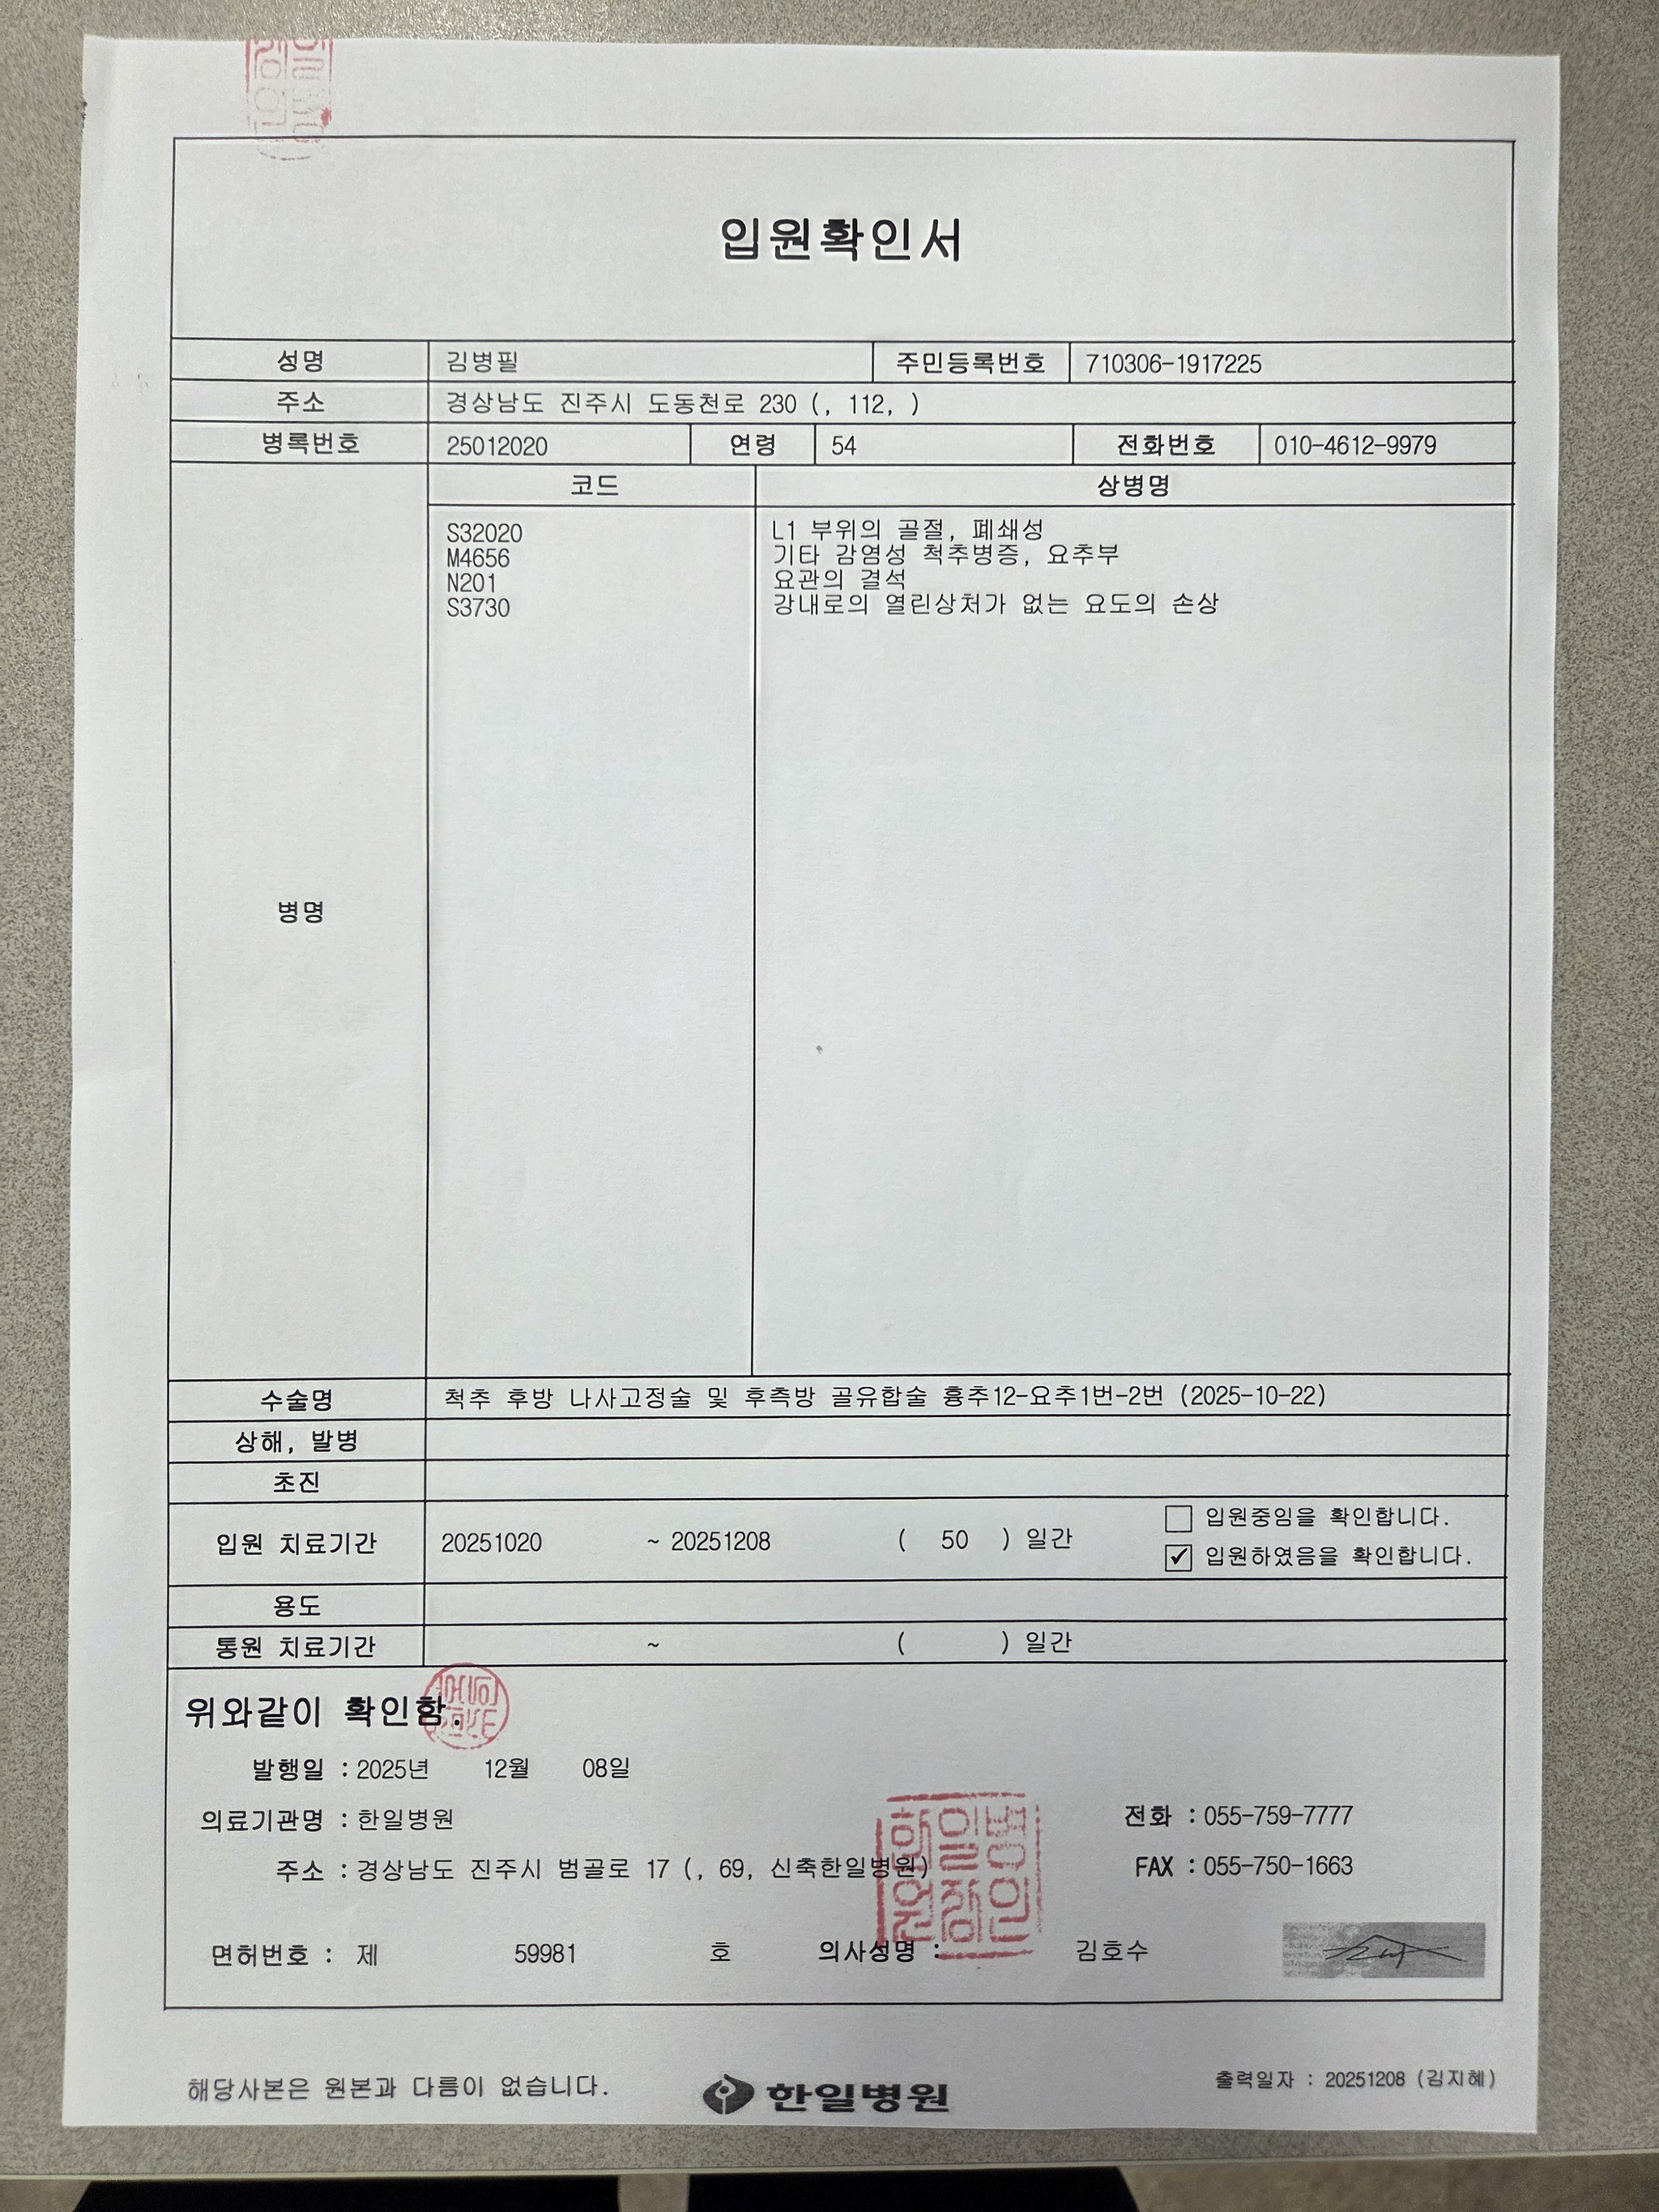 입원확인서
성명 김병필 주민등록번호 710306-1917225
주소 경상남도 진주시 도동천로 230 (, 112, )
병록번호 25012020 연령 54 전화번호 010-4612-9979
병명
코드 상병명
S32020 L1 부위의 골절, 폐쇄성
M4656 기타 감염성 척추병증, 요추부
N201 요관의 결석
S3730 강내로의 열린상처가 없는 요도의 손상
수술명 척추 후방 나사고정술 및 후측방 골유합술 흉추12-요추1번-2번 (2025-10-22)
상해, 발병
초진
입원 치료기간 20251020 ~ 20251208 ( 50 ) 일간
입원중임을 확인합니다.
✔ 입원하였음을 확인합니다.
용도
통원 치료기간 ~ ( ) 일간
위와같이 확인함.
발행일 : 2025년 12월 08일
의료기관명 : 한일병원 전화 : 055-759-7777
주소 : 경상남도 진주시 범골로 17 (, 69, 신축한일병원) FAX : 055-750-1663
한일병원장인
면허번호 : 제 59981 호 의사성명 : 김호수
해당사본은 원본과 다름이 없습니다. 한일병원 출력일자 : 20251208 (김지혜)